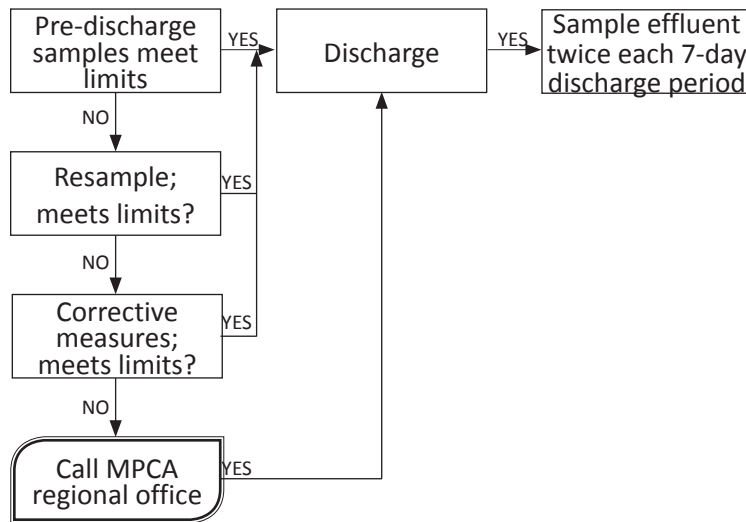 Pre-discharge
samples meet
limits
YES
Discharge
YES
Sample effluent
twice each 7-day
discharge period
NO
Resample;
meets limits?
YES
NO
Corrective
measures;
meets limits?
YES
NO
Call MPCA
regional office
YES